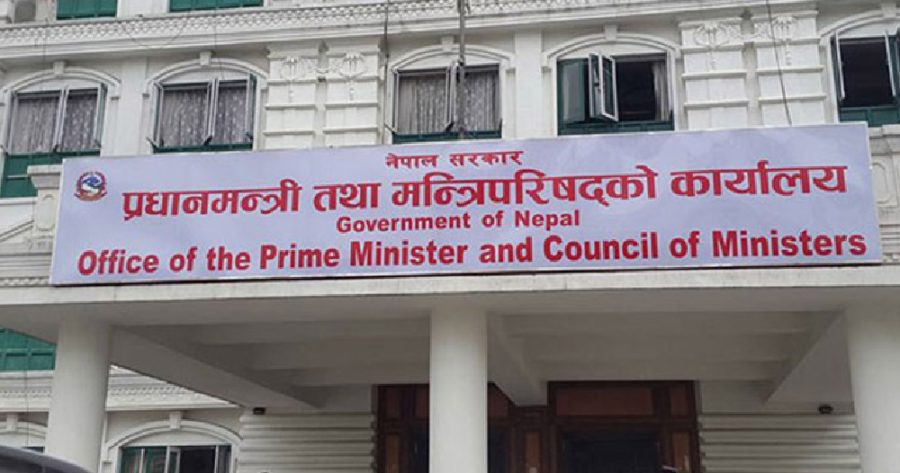 नेपाल सरकार
प्रधानमन्त्री तथा मन्त्रिपरिषद्को कार्यालय
Government of Nepal
Office of the Prime Minister and Council of Ministers